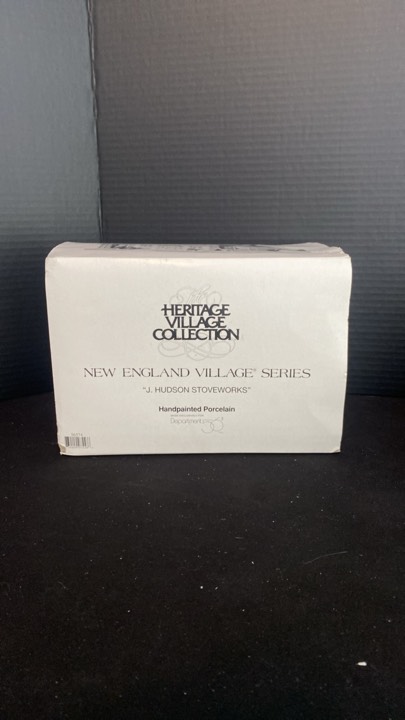 HERITAGE
VILLAGE
COLLECTION
NEW ENGLAND VILLAGE® SERIES
"J. HUDSON STOVEWORKS"
Handpainted Porcelain
Department 56